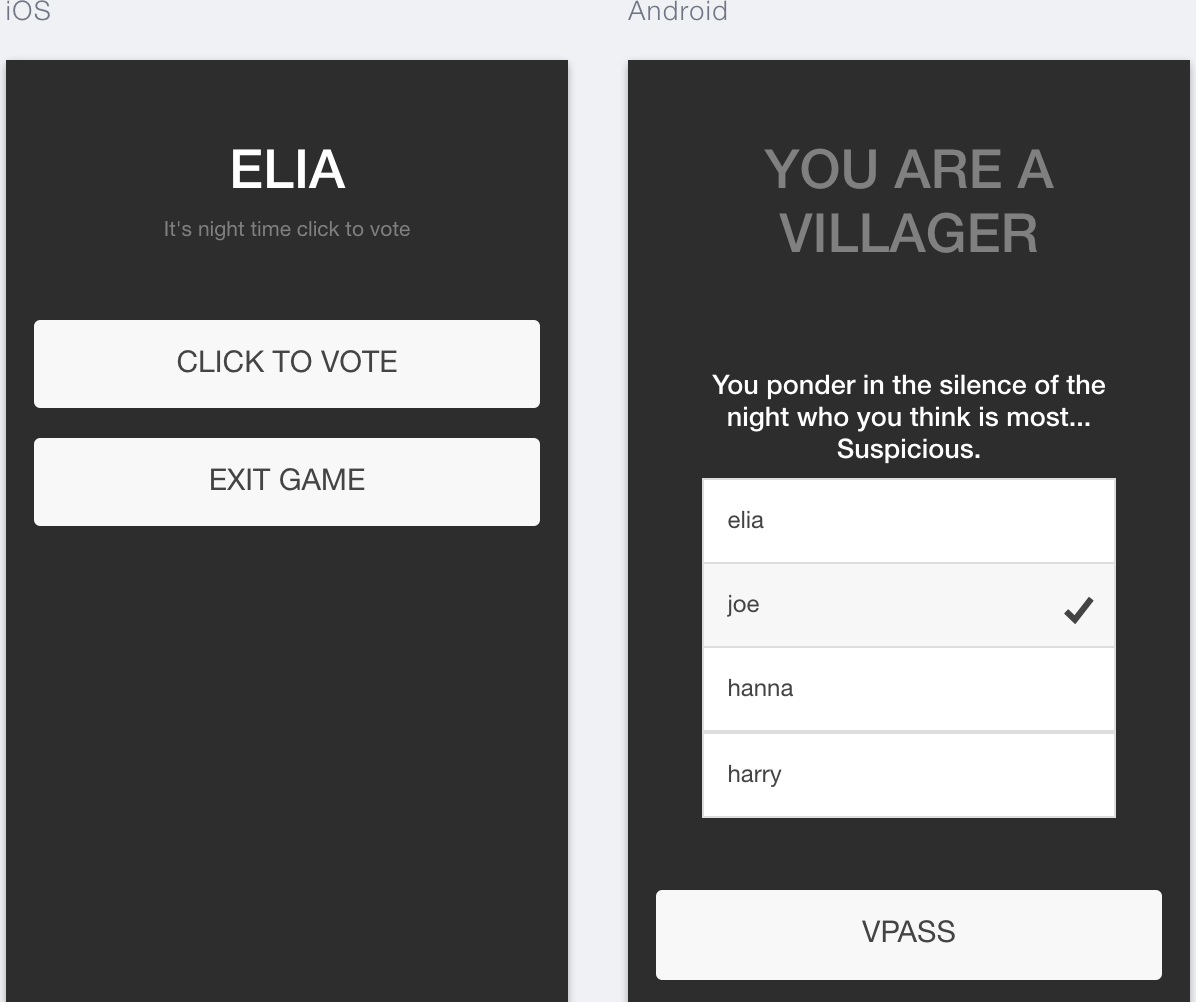 iOS
ELIA
It's night time click to vote
CLICK TO VOTE
EXIT GAME
Android
YOU ARE A
VILLAGER
You ponder in the silence of the
night who you think is most...
Suspicious.
elia
joe
hanna
harry
VPASS